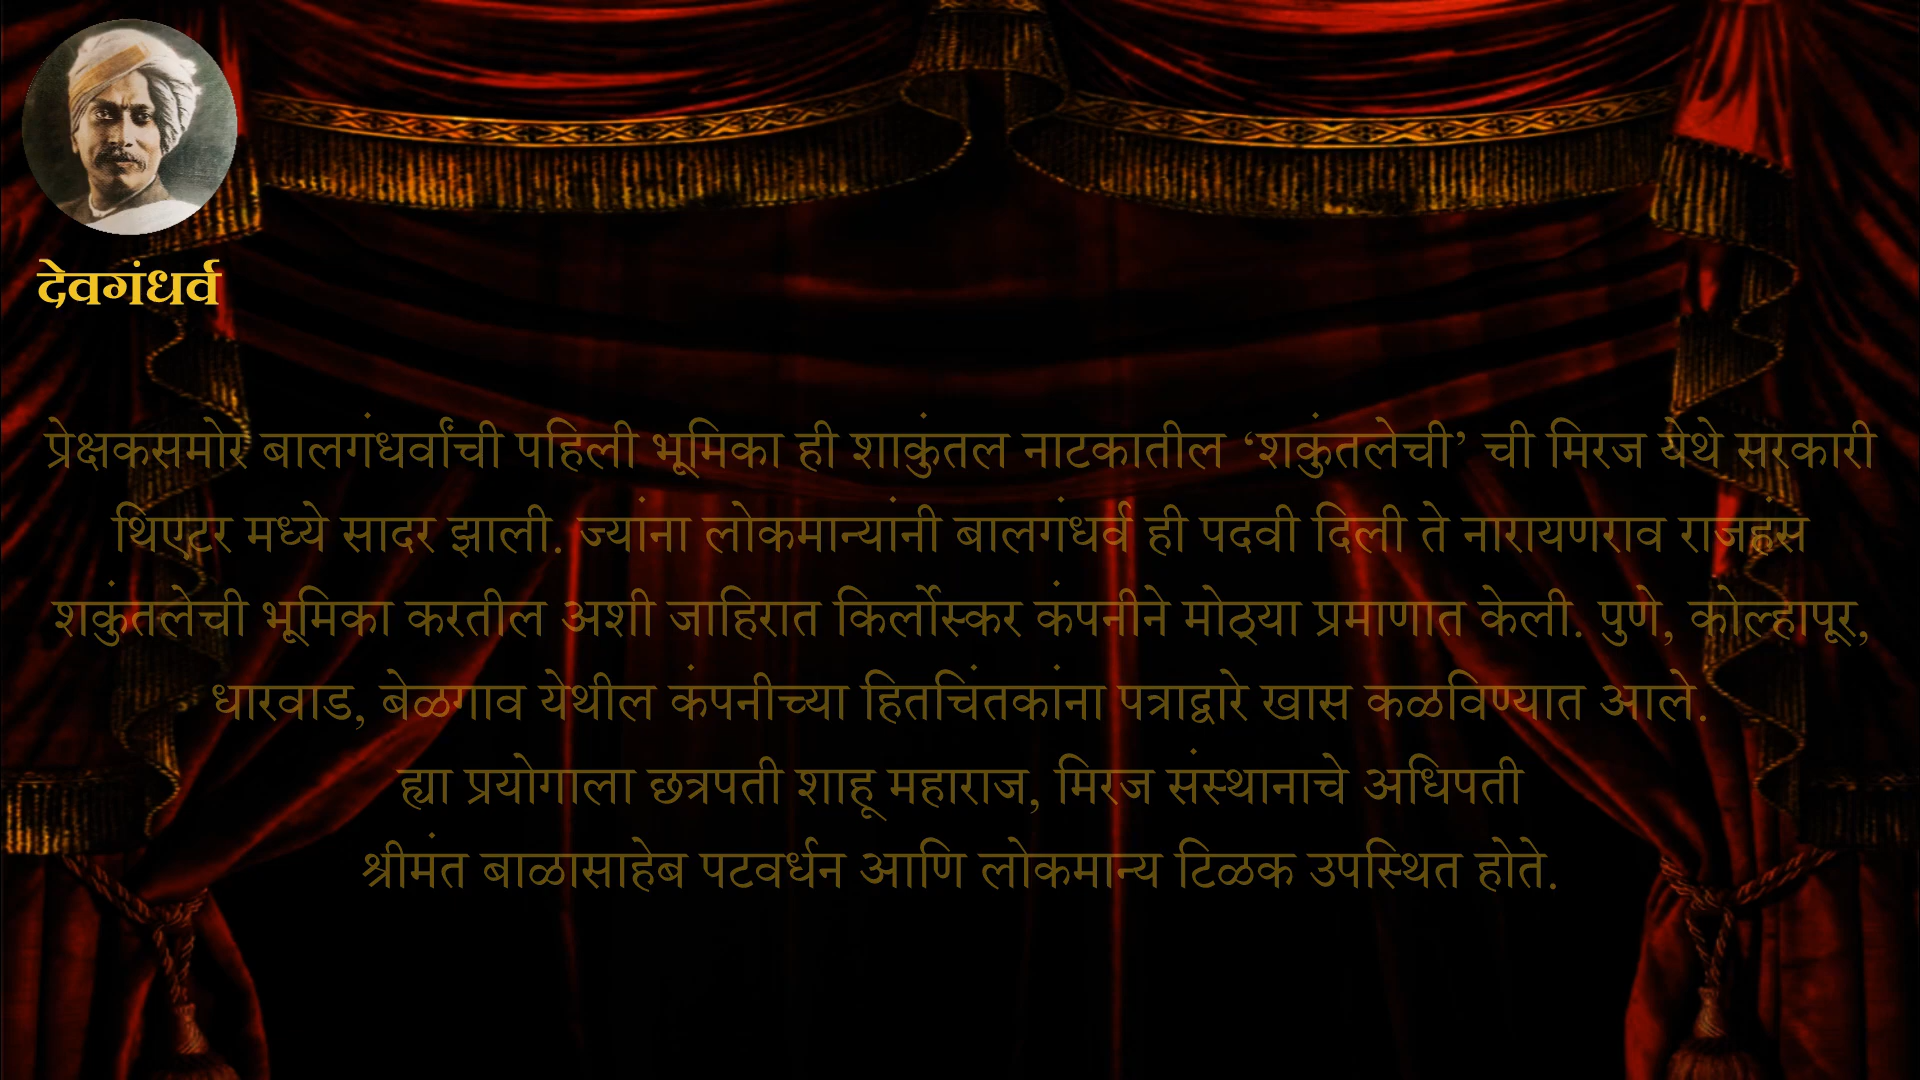 देवगंधर्व
प्रेक्षकसमोर बालगंधर्वांची पहिली भूमिका ही शाकुंतल नाटकातील ‘शकुंतलेची’ ची मिरज येथे सरकारी
थिएटर मध्ये सादर झाली. ज्यांना लोकमान्यांनी बालगंधर्व ही पदवी दिली ते नारायणराव राजहंस
शकुंतलेची भूमिका करतील अशी जाहिरात किर्लोस्कर कंपनीने मोठ्या प्रमाणात केली. पुणे, कोल्हापूर,
धारवाड, बेळगाव येथील कंपनीच्या हितचिंतकांना पत्राद्वारे खास कळविण्यात आले.
ह्या प्रयोगाला छत्रपती शाहू महाराज, मिरज संस्थानाचे अधिपती
श्रीमंत बाळासाहेब पटवर्धन आणि लोकमान्य टिळक उपस्थित होते.